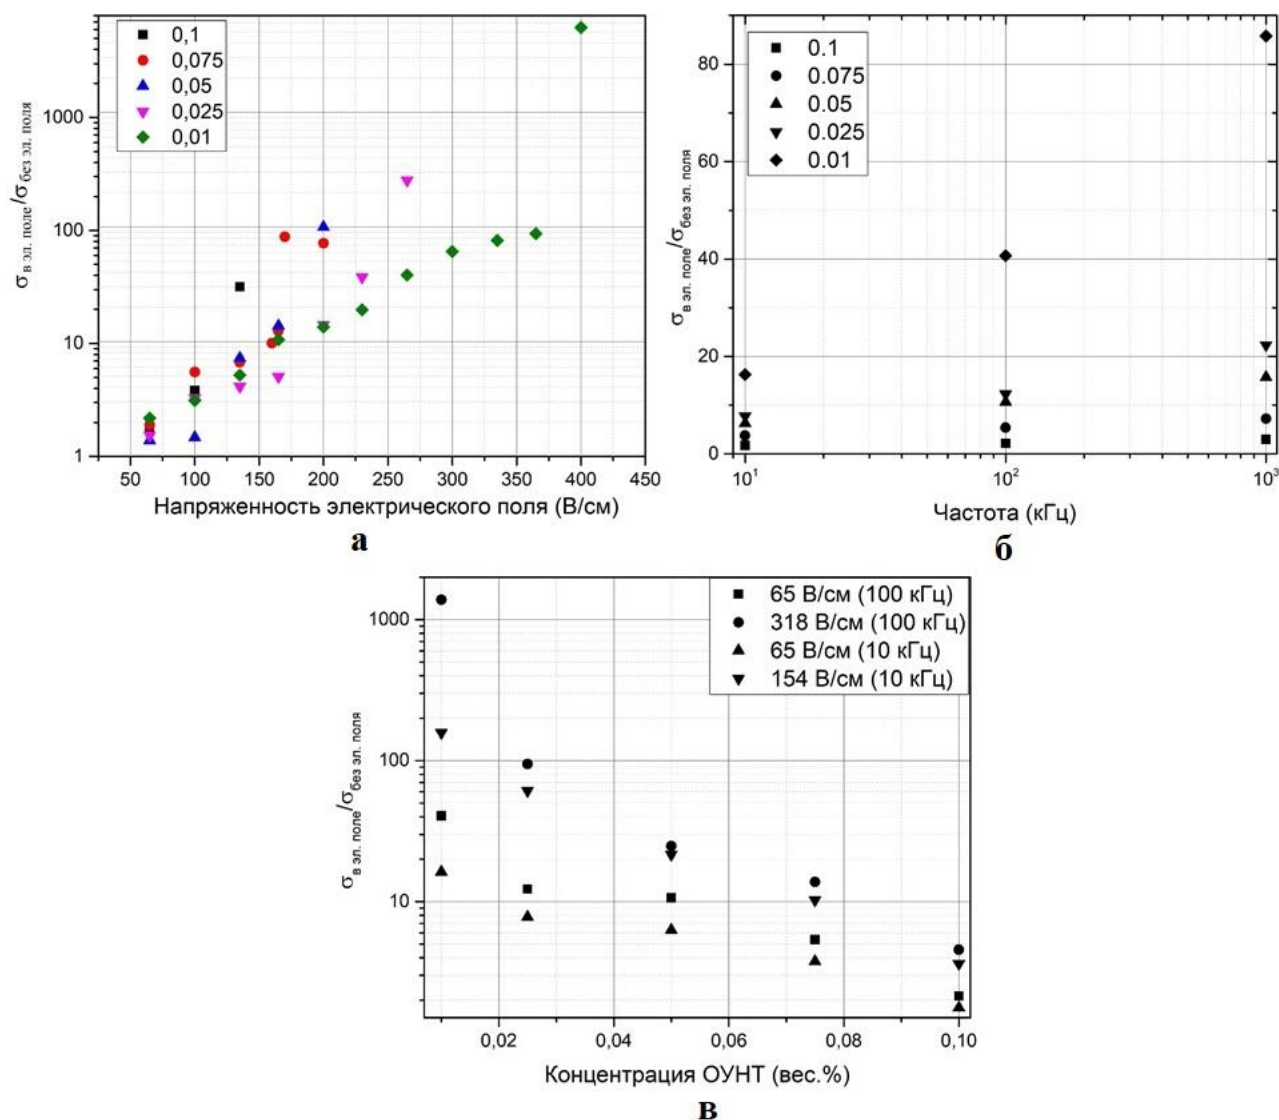 0,1
0,075
0,05
0,025
0,01
1000
100
10
1
σв эл. поле/σбез эл. поля
50 100 150 200 250 300 350 400 450
Напряженность электрического поля (В/см)
а
0.1
0.075
0.05
0.025
0.01
80
60
40
20
0
σв эл. поле/σбез эл. поля
10¹ 10² 10³
Частота (кГц)
б
65 В/см (100 кГц)
318 В/см (100 кГц)
65 В/см (10 кГц)
154 В/см (10 кГц)
1000
100
10
σв эл. поле/σбез эл. поля
0,02 0,04 0,06 0,08 0,10
Концентрация ОУНТ (вес.%)
в